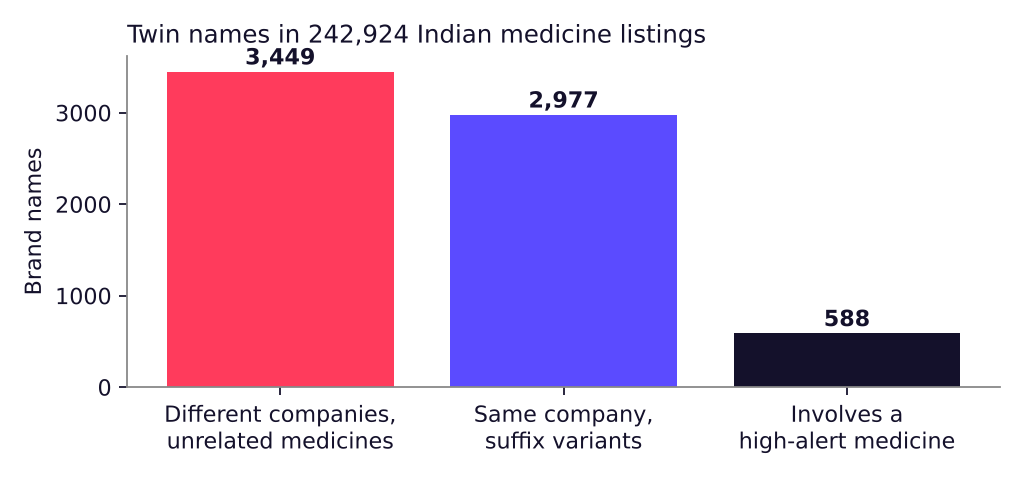 Twin names in 242,924 Indian medicine listings
3,449
2,977
588
Brand names
3000
2000
1000
0
Different companies,
unrelated medicines
Same company,
suffix variants
Involves a
high-alert medicine